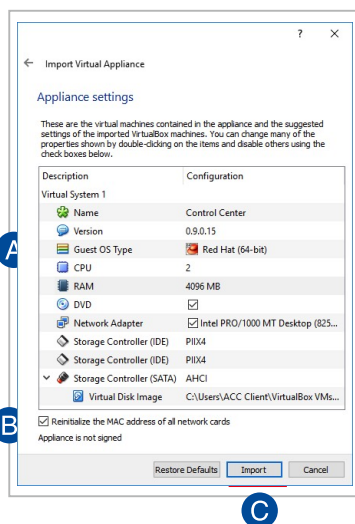 ? ×
← Import Virtual Appliance
Appliance settings
These are the virtual machines contained in the appliance and the suggested
settings of the imported VirtualBox machines. You can change many of the
properties shown by double-clicking on the items and disable others using the
check boxes below.
Description Configuration
Virtual System 1
Name Control Center
Version 0.9.0.15
A
Guest OS Type Red Hat (64-bit)
CPU 2
RAM 4096 MB
DVD
Network Adapter Intel PRO/1000 MT Desktop (825...
Storage Controller (IDE) PIIX4
Storage Controller (IDE) PIIX4
Storage Controller (SATA) AHCI
Virtual Disk Image C:\Users\ACC Client\VirtualBox VMs...
B
Reinitialize the MAC address of all network cards
Appliance is not signed
Restore Defaults Import Cancel
C